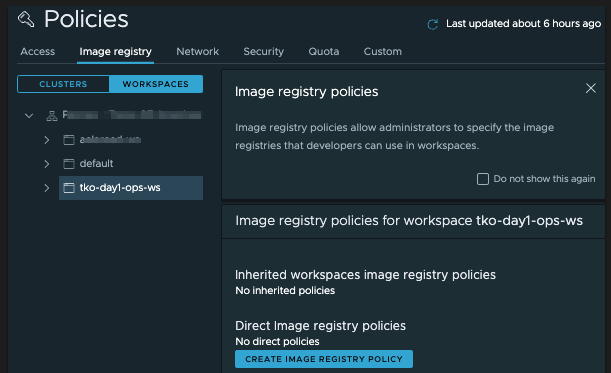 Policies
Last updated about 6 hours ago
Access Image registry Network Security Quota Custom
CLUSTERS WORKSPACES
default
tko-day1-ops-ws
Image registry policies
Image registry policies allow administrators to specify the image
registries that developers can use in workspaces.
Do not show this again
Image registry policies for workspace tko-day1-ops-ws
Inherited workspaces image registry policies
No inherited policies
Direct Image registry policies
No direct policies
CREATE IMAGE REGISTRY POLICY